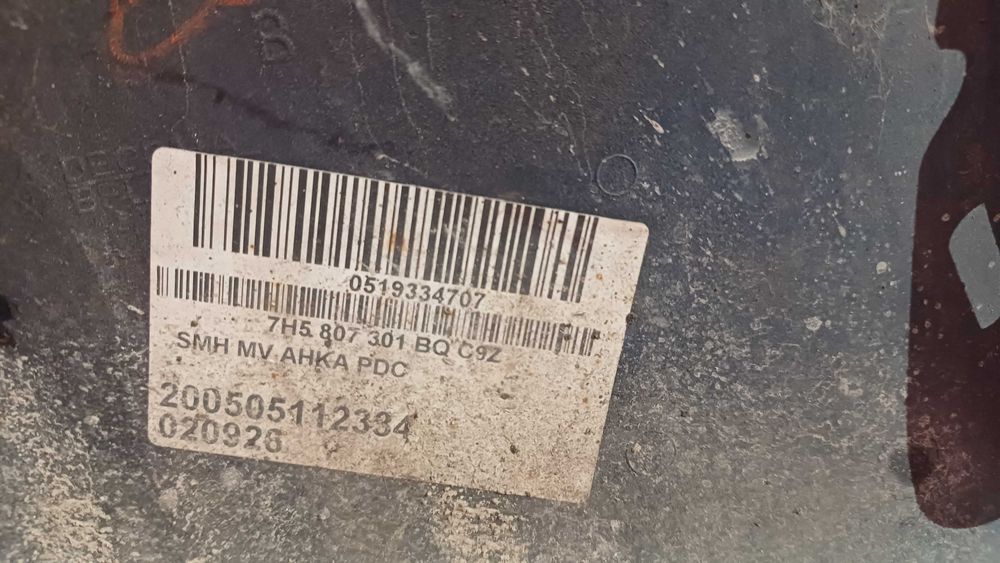 0519334707
7H5 807 301 BQ C9Z
SMH MV AHKA PDC
200505112334
020926